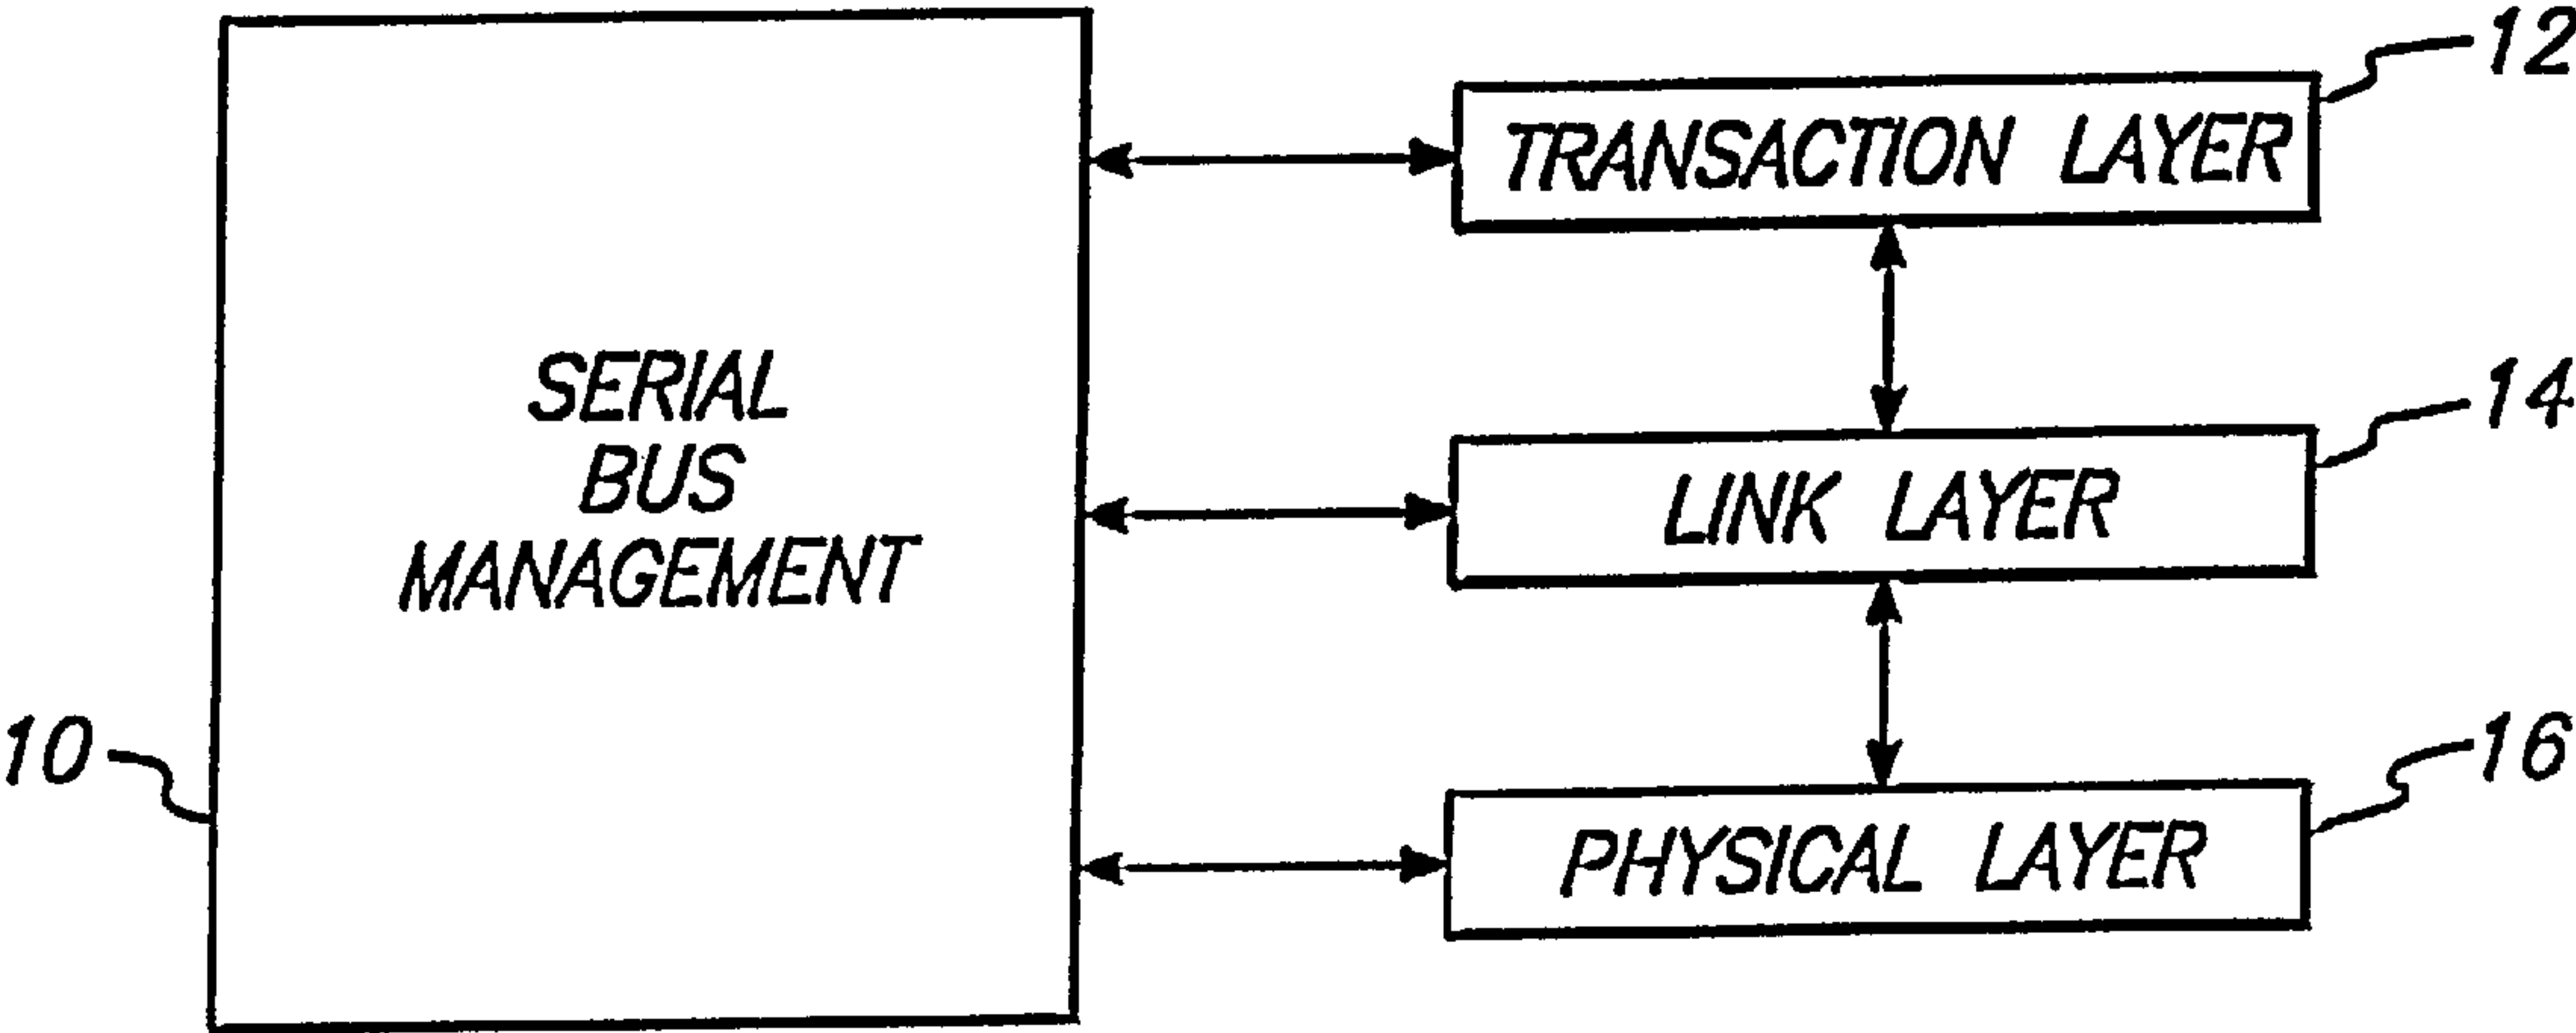 12
TRANSACTION LAYER
14
SERIAL
BUS
MANAGEMENT
LINK LAYER
10
16
PHYSICAL LAYER